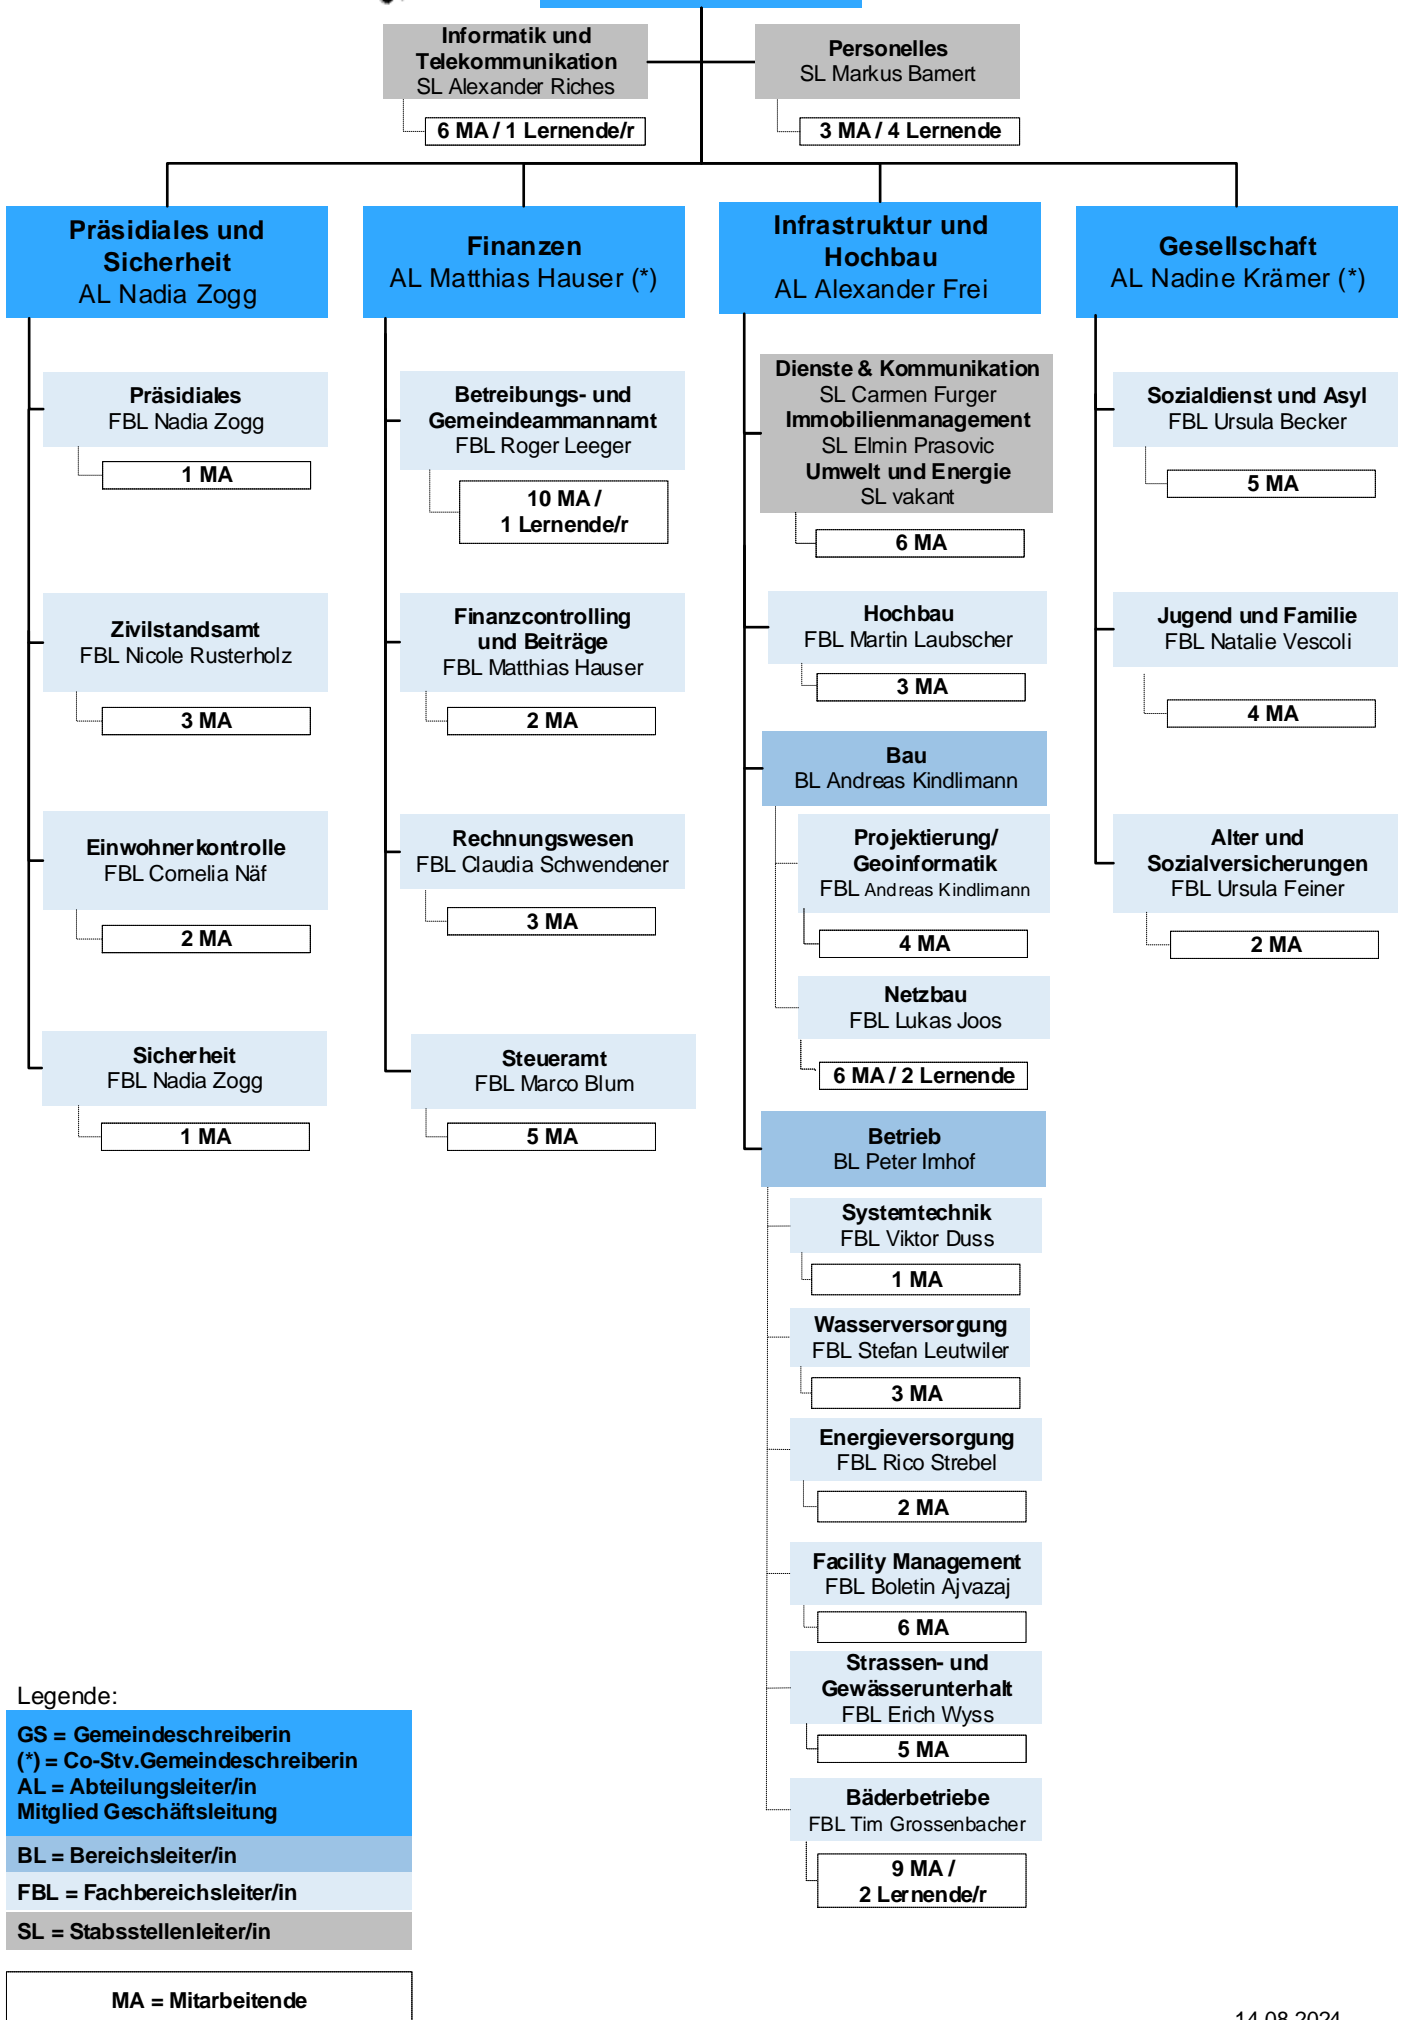 Informatik und
Telekommunikation
SL Alexander Riches
6 MA / 1 Lernende/r
Personelles
SL Markus Bamert
3 MA / 4 Lernende
Präsidiales und
Sicherheit
AL Nadia Zogg
Präsidiales
FBL Nadia Zogg
1 MA
Zivilstandsamt
FBL Nicole Rusterholz
3 MA
Einwohnerkontrolle
FBL Cornelia Näf
2 MA
Sicherheit
FBL Nadia Zogg
1 MA
Finanzen
AL Matthias Hauser (*)
Betreibungs- und
Gemeindeammannamt
FBL Roger Leeger
10 MA /
1 Lernende/r
Finanzcontrolling
und Beiträge
FBL Matthias Hauser
2 MA
Rechnungswesen
FBL Claudia Schwendener
3 MA
Steueramt
FBL Marco Blum
5 MA
Infrastruktur und
Hochbau
AL Alexander Frei
Dienste & Kommunikation
SL Carmen Furger
Immobilienmanagement
SL Elmin Prasovic
Umwelt und Energie
SL vakant
6 MA
Hochbau
FBL Martin Laubscher
3 MA
Bau
BL Andreas Kindlimann
Projektierung/
Geoinformatik
FBL Andreas Kindlimann
4 MA
Netzbau
FBL Lukas Joos
6 MA / 2 Lernende
Betrieb
BL Peter Imhof
Systemtechnik
FBL Viktor Duss
1 MA
Wasserversorgung
FBL Stefan Leutwiler
3 MA
Energieversorgung
FBL Rico Strebel
2 MA
Facility Management
FBL Boletin Ajvazaj
6 MA
Strassen- und
Gewässerunterhalt
FBL Erich Wyss
5 MA
Bäderbetriebe
FBL Tim Grossenbacher
9 MA /
2 Lernende/r
Gesellschaft
AL Nadine Krämer (*)
Sozialdienst und Asyl
FBL Ursula Becker
5 MA
Jugend und Familie
FBL Natalie Vescoli
4 MA
Alter und
Sozialversicherungen
FBL Ursula Feiner
2 MA
Legende:
GS = Gemeindeschreiberin
(*) = Co-Stv.Gemeindeschreiberin
AL = Abteilungsleiter/in
Mitglied Geschäftsleitung
BL = Bereichsleiter/in
FBL = Fachbereichsleiter/in
SL = Stabsstellenleiter/in
MA = Mitarbeitende
14.08.2024